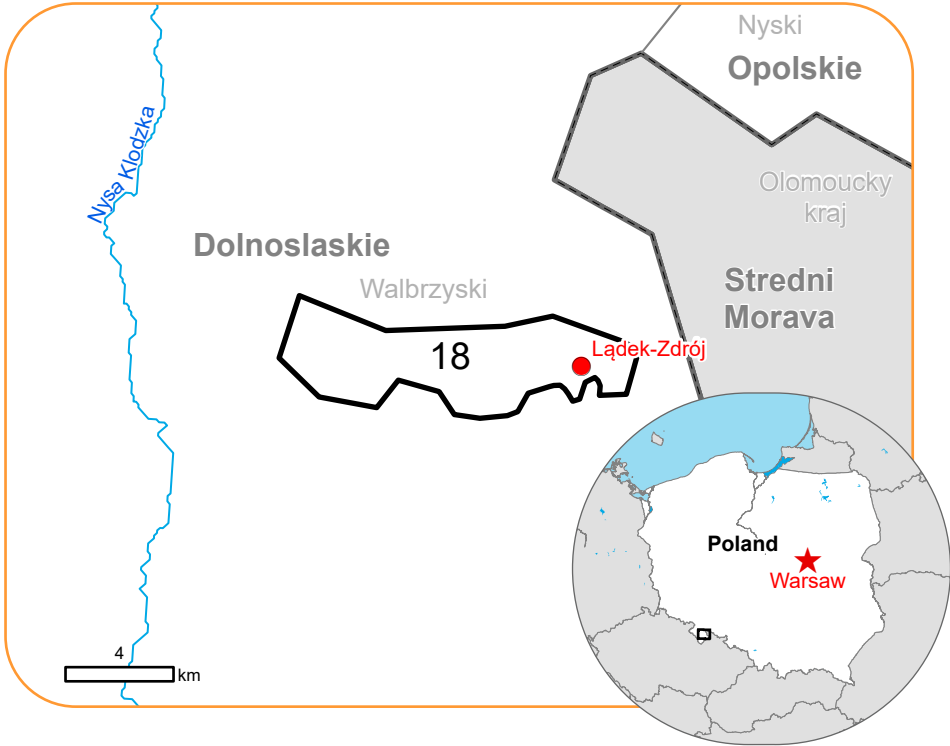 Nyski
Opolskie
Nysa Klodzka
Olomoucky
kraj
Dolnoslaskie
Walbrzyski
Stredni
Morava
18
Lądek-Zdrój
Poland
Warsaw
4
km